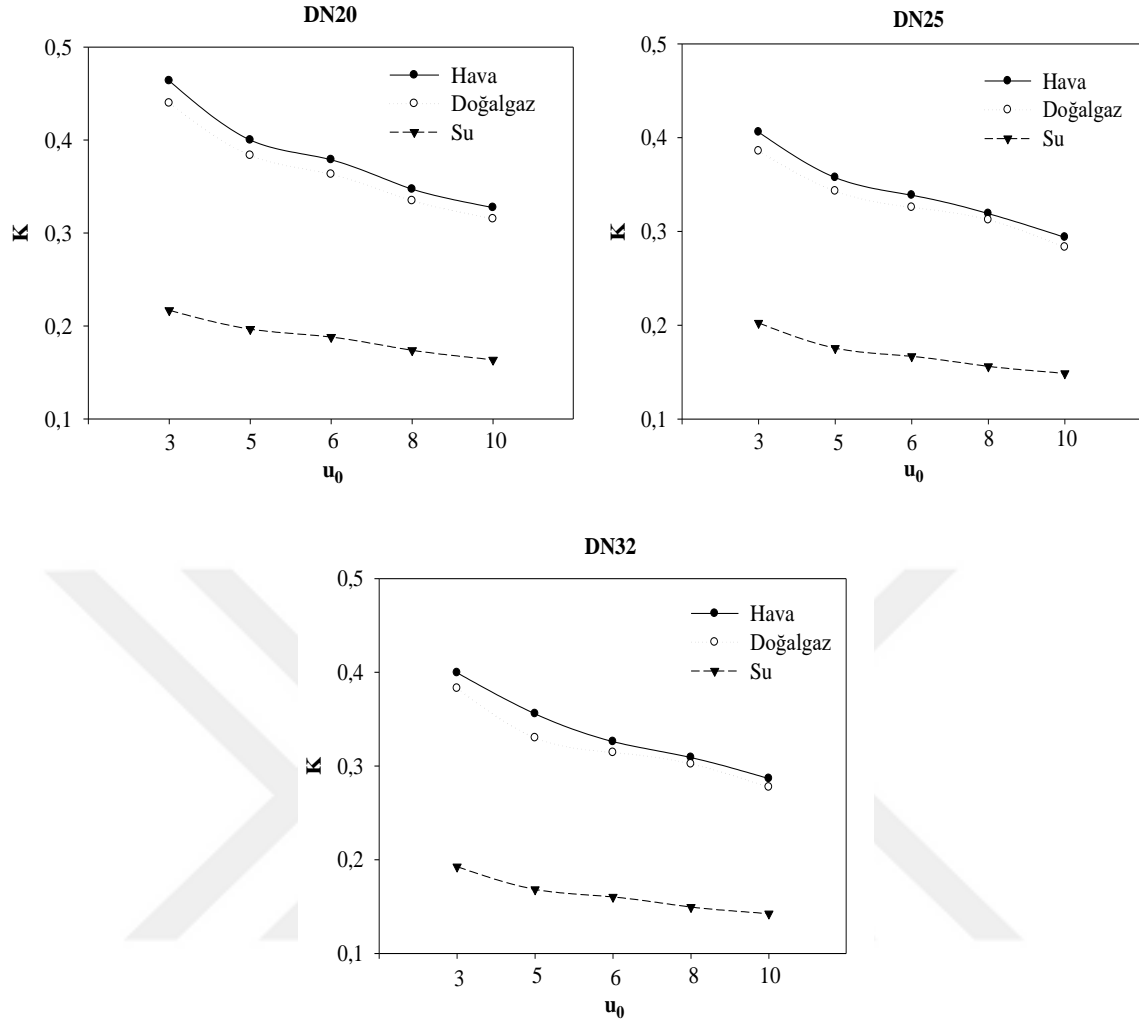 DN20
0,5
0,4
0,3
0,2
0,1
K
Hava
Doğalgaz
Su
3 5 6 8 10
u0
DN25
0,5
0,4
0,3
0,2
0,1
K
Hava
Doğalgaz
Su
3 5 6 8 10
u0
DN32
0,5
0,4
0,3
0,2
0,1
K
Hava
Doğalgaz
Su
3 5 6 8 10
u0